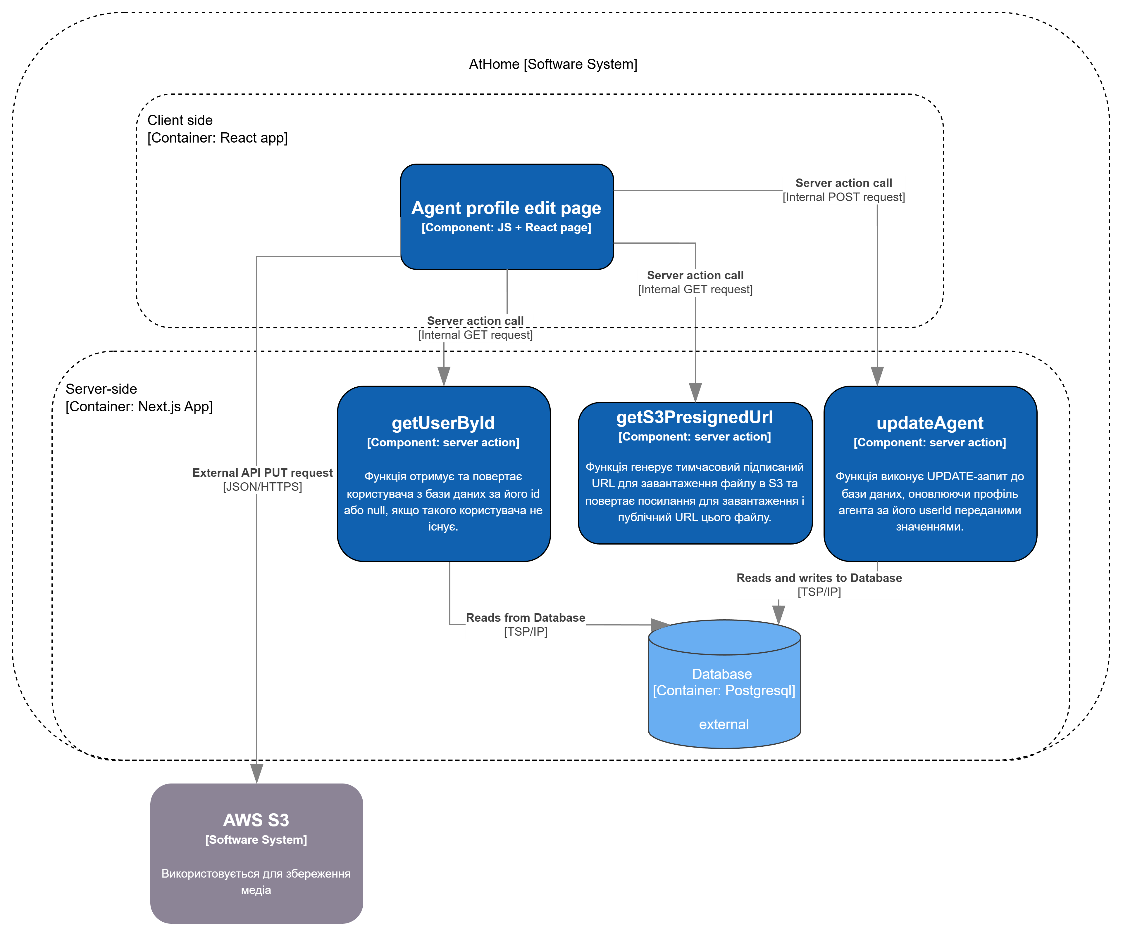 AtHome [Software System]
Client side
[Container: React app]
Agent profile edit page
[Component: JS + React page]
Server action call
[Internal POST request]
Server action call
[Internal GET request]
Server action call
[Internal GET request]
Server-side
[Container: Next.js App]
getUserById
[Component: server action]
Функція отримує та повертає
користувача з бази даних за його id
або null, якщо такого користувача не
існує.
getS3PresignedUrl
[Component: server action]
Функція генерує тимчасовий підписаний
URL для завантаження файлу в S3 та
повертає посилання для завантаження і
публічний URL цього файлу.
updateAgent
[Component: server action]
Функція виконує UPDATE-запит до
бази даних, оновлюючи профіль
агента за його userId переданими
значеннями.
External API PUT request
[JSON/HTTPS]
Reads and writes to Database
[TSP/IP]
Reads from Database
[TSP/IP]
Database
[Container: Postgresql]
external
AWS S3
[Software System]
Використовується для збереження
медіа